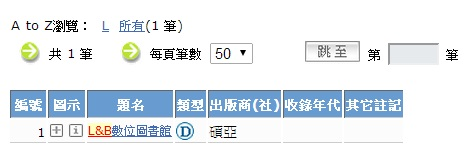 A to Z瀏覽： L 所有(1 筆)
共 1 筆 每頁筆數 50 跳 至 第 筆
編號 圖示 題名 類型 出版商(社) 收錄年代 其它註記
1 L&B數位圖書館 D 碩亞